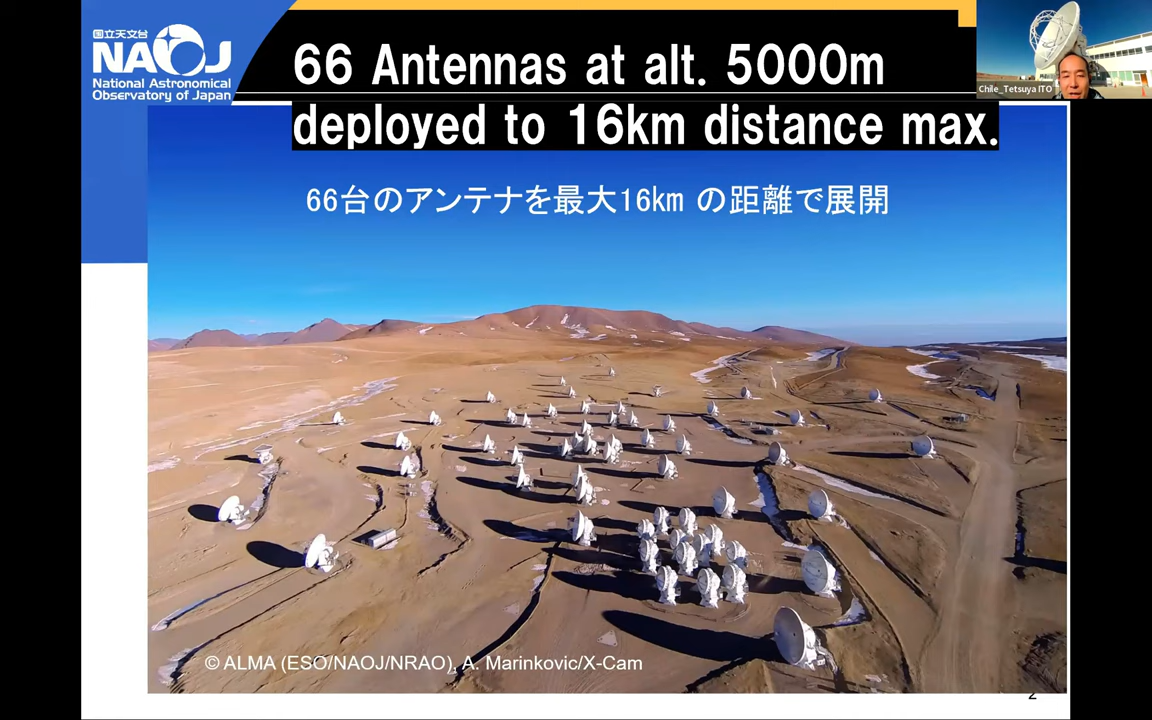 国立天文台
NAOJ
National Astronomical
Observatory of Japan
66 Antennas at alt. 5000m
deployed to 16km distance max.
Chile_Tetsuya ITO
66台のアンテナを最大16km の距離で展開
© ALMA (ESO/NAOJ/NRAO), A. Marinkovic/X-Cam
2